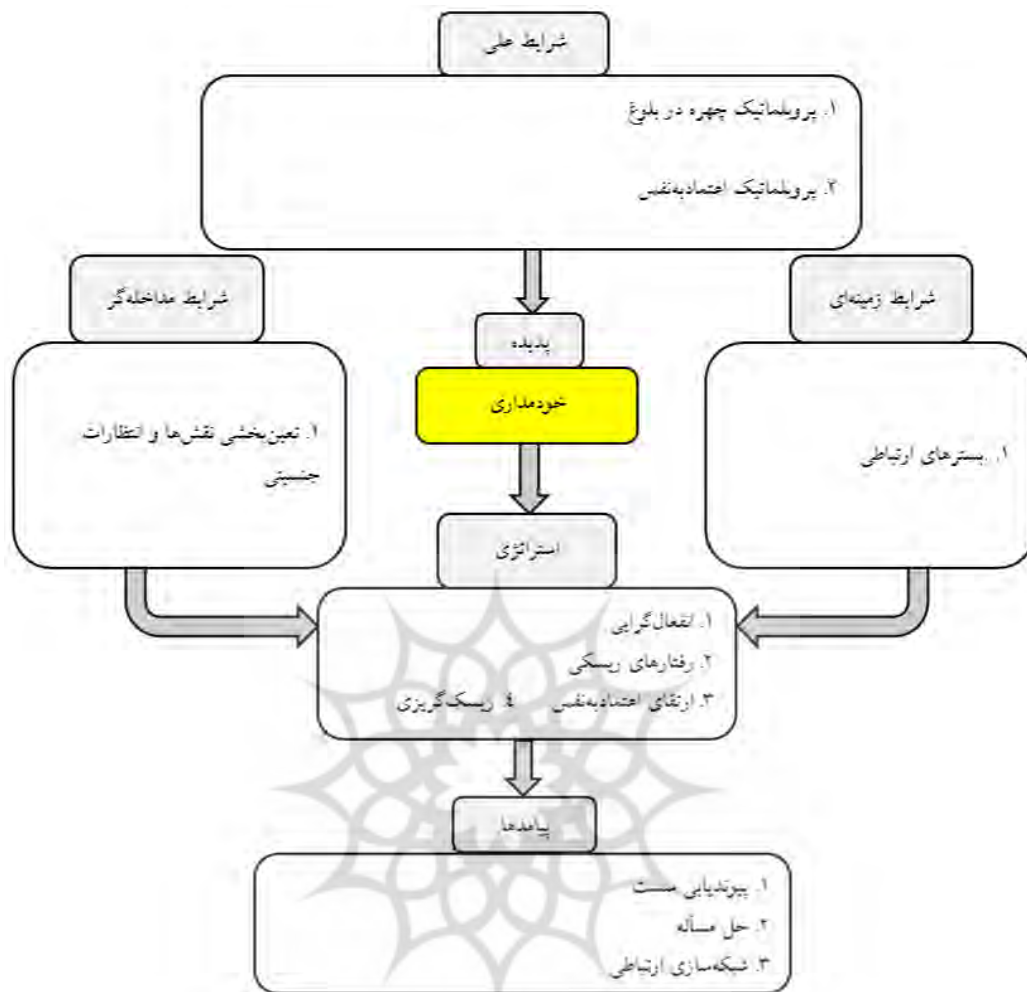 شرایط علی
۱. پروبلماتیک چهره در بلوغ
۲. پروبلماتیک اعتمادبه‌نفس
شرایط زمینه‌ای
۱. بسترهای ارتباطی
شرایط مداخله‌گر
۱. تعین‌بخشی نقش‌ها و انتظارات
جنسیتی
پدیده
خودمداری
استراتژی
۱. انفعال‌گرایی
۲. رفتارهای ریسکی
۳. ارتقای اعتمادبه‌نفس ٤. ریسک‌گریزی
پیامدها
۱. پیوندیابی سست
۲. حل مسأله
۳. شبکه‌سازی ارتباطی